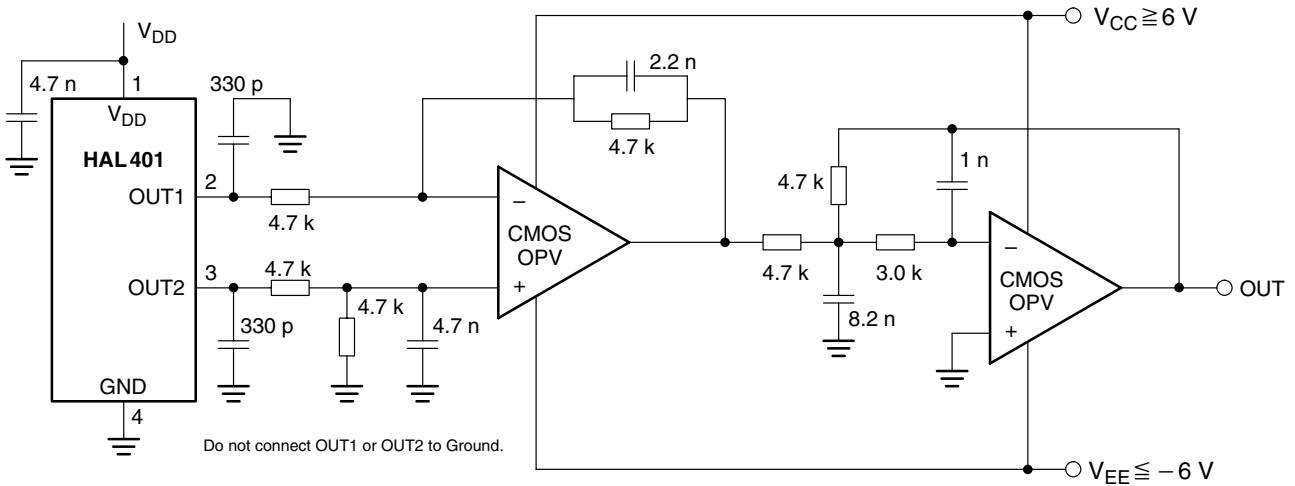 V_DD
4.7 n
1
V_DD
HAL 401
OUT1
2
OUT2
3
GND
4
330 p
4.7 k
4.7 k
330 p
4.7 k
4.7 n
Do not connect OUT1 or OUT2 to Ground.
2.2 n
4.7 k
–
CMOS
OPV
+
4.7 k
4.7 k
8.2 n
3.0 k
1 n
–
CMOS
OPV
+
V_CC ≧ 6 V
OUT
V_EE ≦ – 6 V